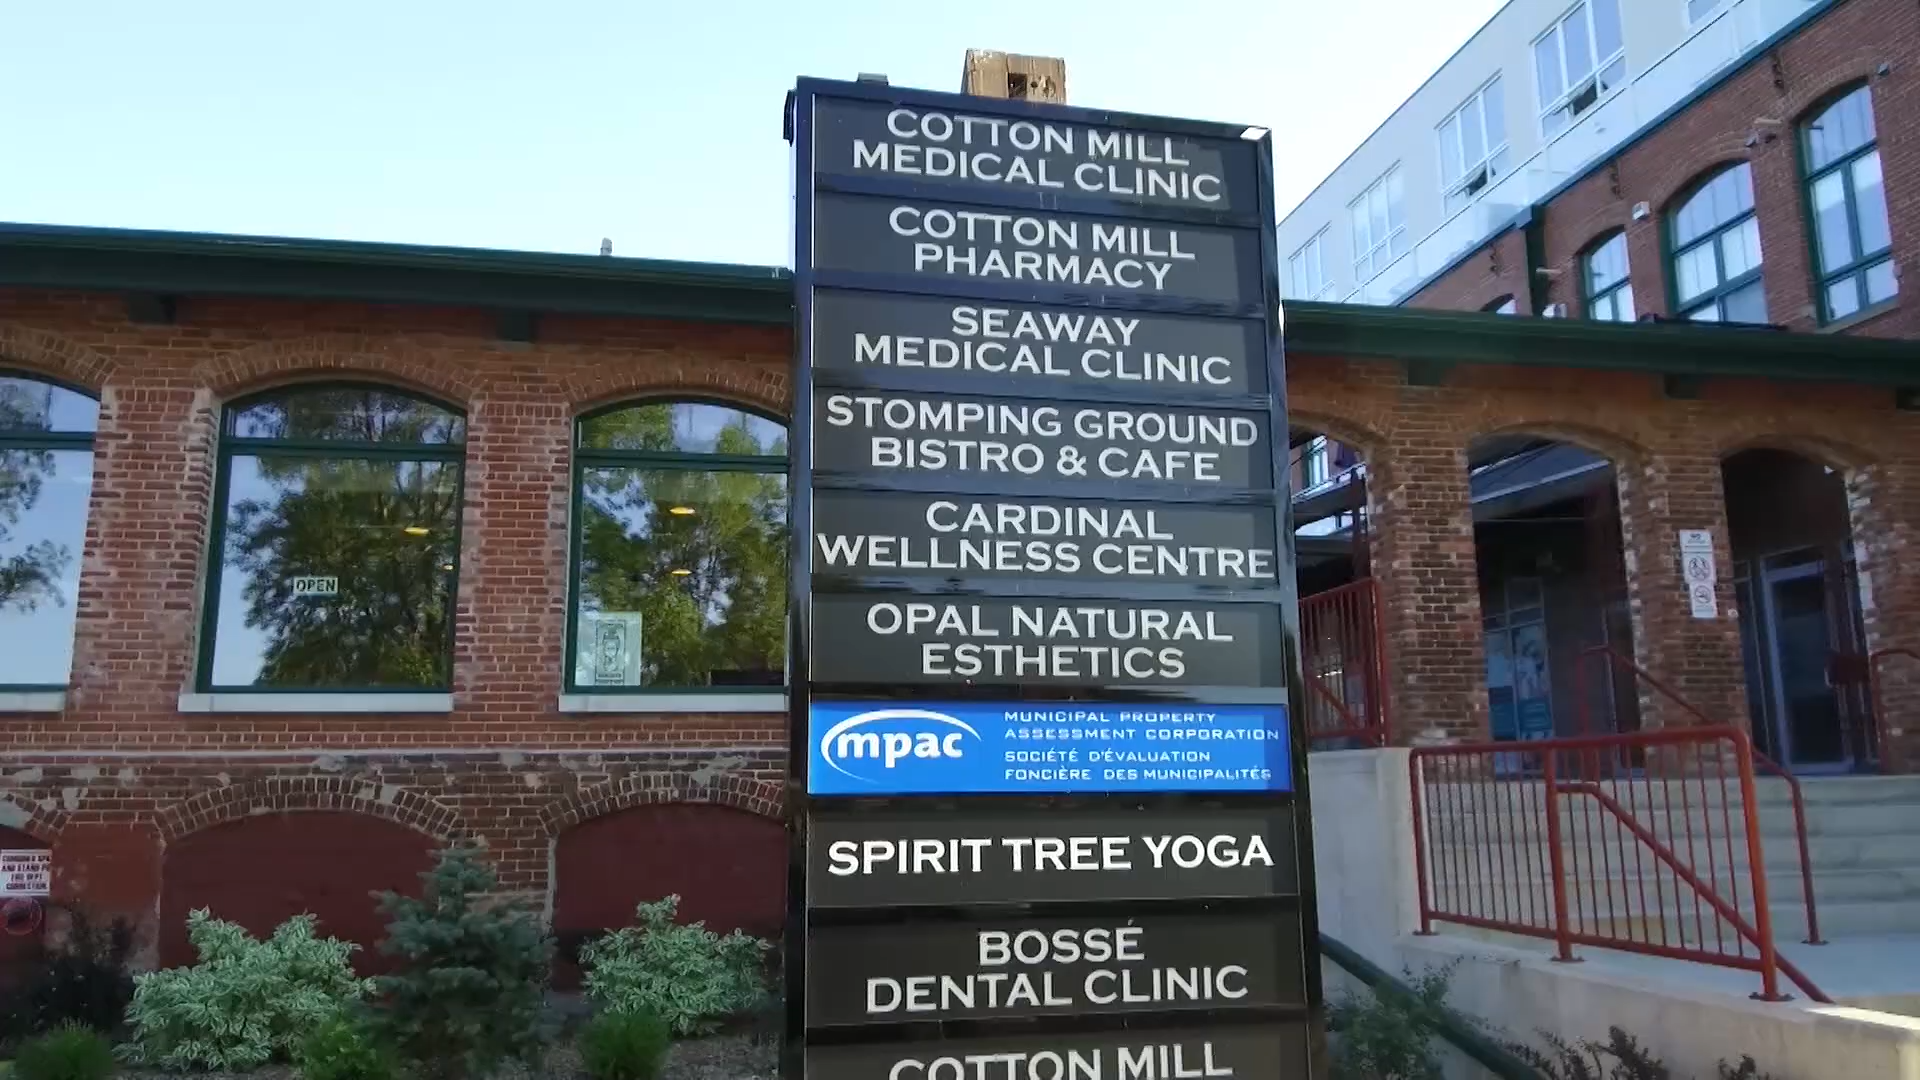 COTTON MILL
MEDICAL CLINIC
COTTON MILL
PHARMACY
SEAWAY
MEDICAL CLINIC
STOMPING GROUND
BISTRO & CAFE
CARDINAL
WELLNESS CENTRE
OPAL NATURAL
ESTHETICS
mpac
MUNICIPAL PROPERTY
ASSESSMENT CORPORATION
SOCIÉTÉ D'ÉVALUATION
FONCIÈRE DES MUNICIPALITÉS
SPIRIT TREE YOGA
BOSSÉ
DENTAL CLINIC
COTTON MILL
OPEN